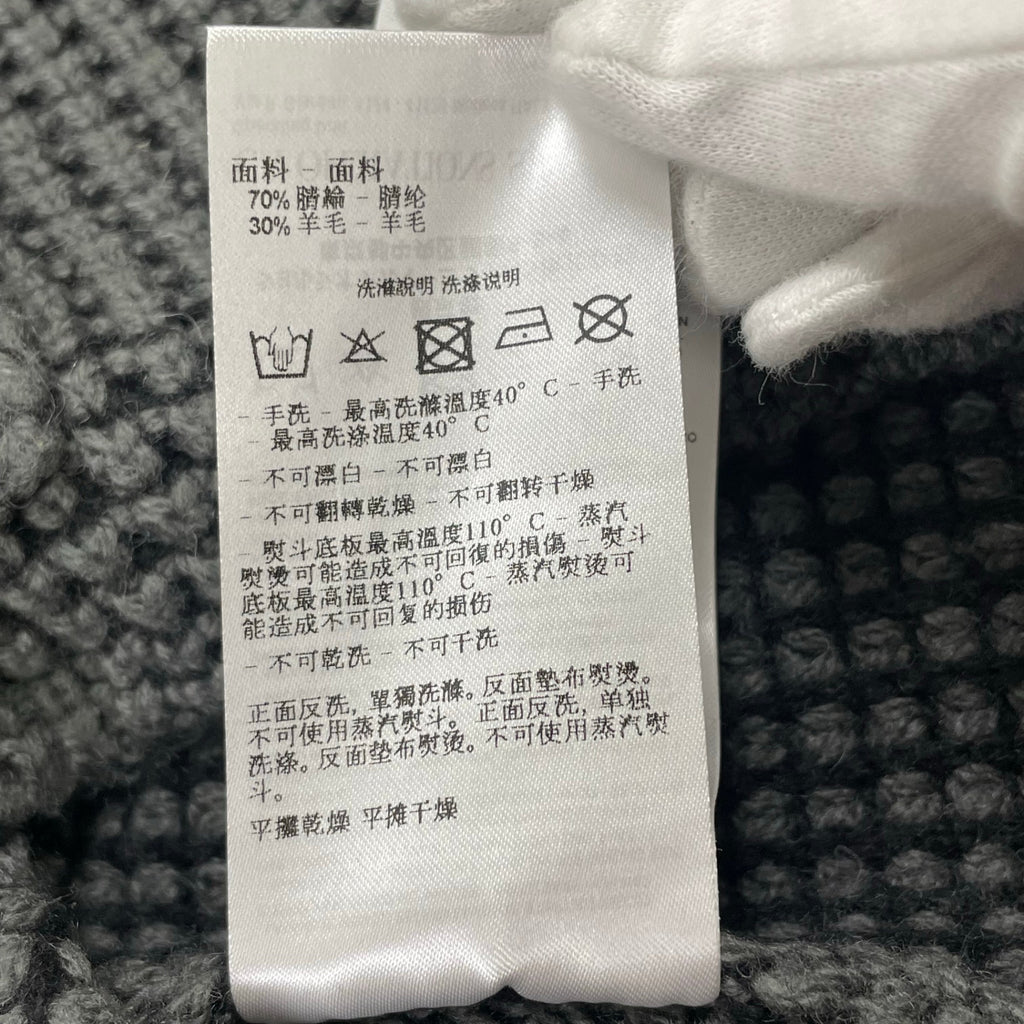 面料 - 面料
70% 腈綸 - 腈纶
30% 羊毛 - 羊毛
洗滌說明 洗涤说明
- 手洗 - 最高洗滌溫度40° C - 手洗
- 最高洗涤温度40° C
- 不可漂白 - 不可漂白
- 不可翻轉乾燥 - 不可翻转干燥
- 熨斗底板最高溫度110° C - 蒸汽
熨燙可能造成不可回復的損傷 - 熨斗
底板最高温度110° C - 蒸汽熨烫可
能造成不可回复的损伤
- 不可乾洗 - 不可干洗
正面反洗, 單獨洗滌。反面墊布熨燙。
不可使用蒸汽熨斗。 正面反洗, 单独
洗涤。反面垫布熨烫。不可使用蒸汽熨
斗。
平攤乾燥 平摊干燥